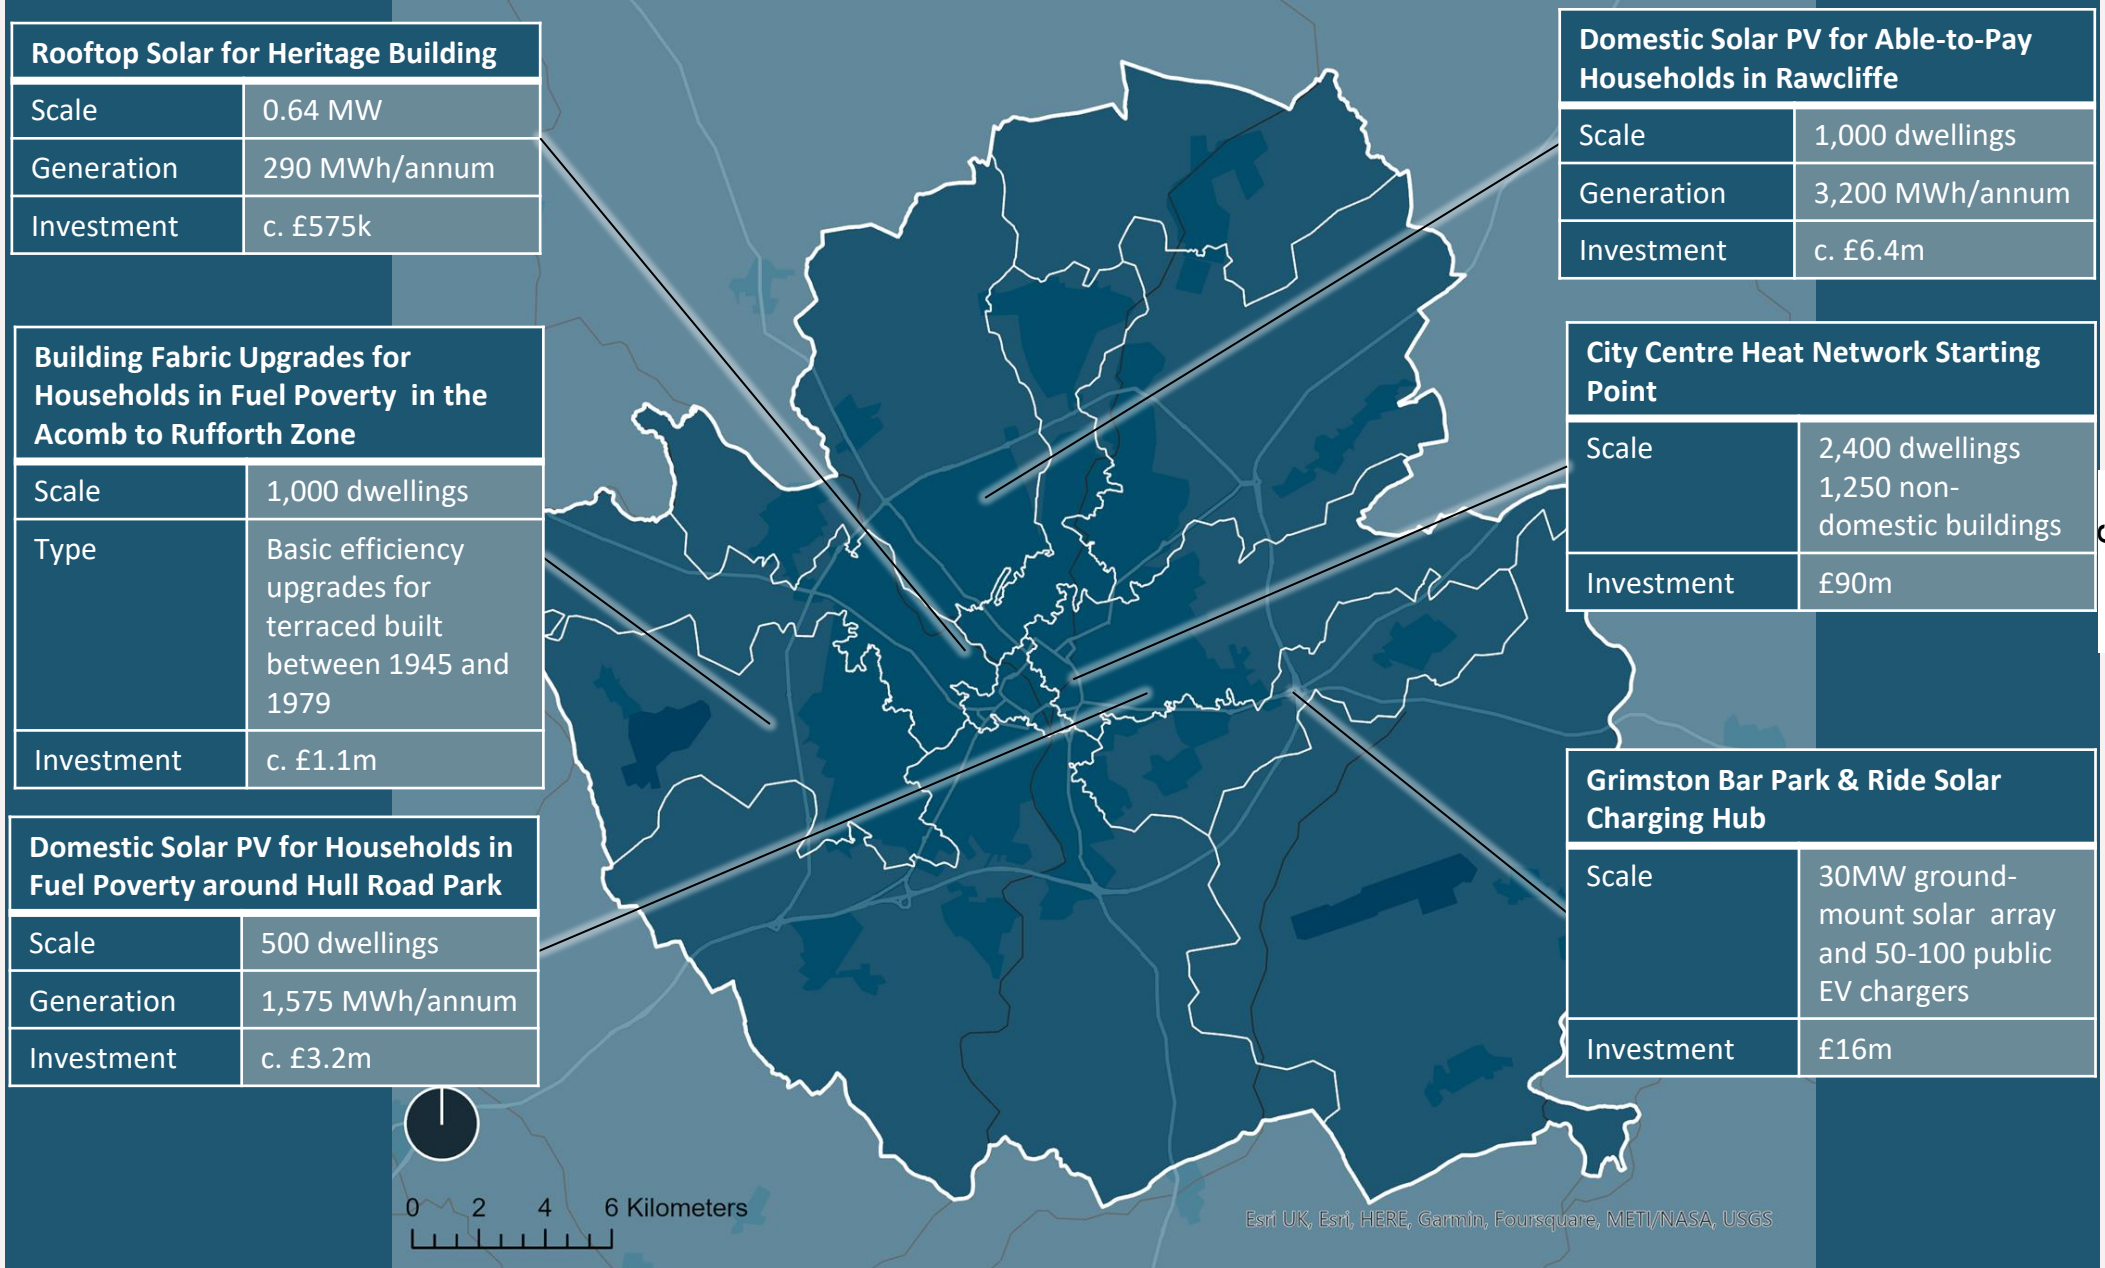 Rooftop Solar for Heritage Building
Scale 0.64 MW
Generation 290 MWh/annum
Investment c. £575k
Building Fabric Upgrades for
Households in Fuel Poverty in the
Acomb to Rufforth Zone
Scale 1,000 dwellings
Type Basic efficiency
upgrades for
terraced built
between 1945 and
1979
Investment c. £1.1m
Domestic Solar PV for Households in
Fuel Poverty around Hull Road Park
Scale 500 dwellings
Generation 1,575 MWh/annum
Investment c. £3.2m
Domestic Solar PV for Able-to-Pay
Households in Rawcliffe
Scale 1,000 dwellings
Generation 3,200 MWh/annum
Investment c. £6.4m
City Centre Heat Network Starting
Point
Scale 2,400 dwellings
1,250 non-
domestic buildings
Investment £90m
Grimston Bar Park & Ride Solar
Charging Hub
Scale 30MW ground-
mount solar array
and 50-100 public
EV chargers
Investment £16m
0 2 4 6 Kilometers
Esri UK, Esri, HERE, Garmin, Foursquare, METI/NASA, USGS